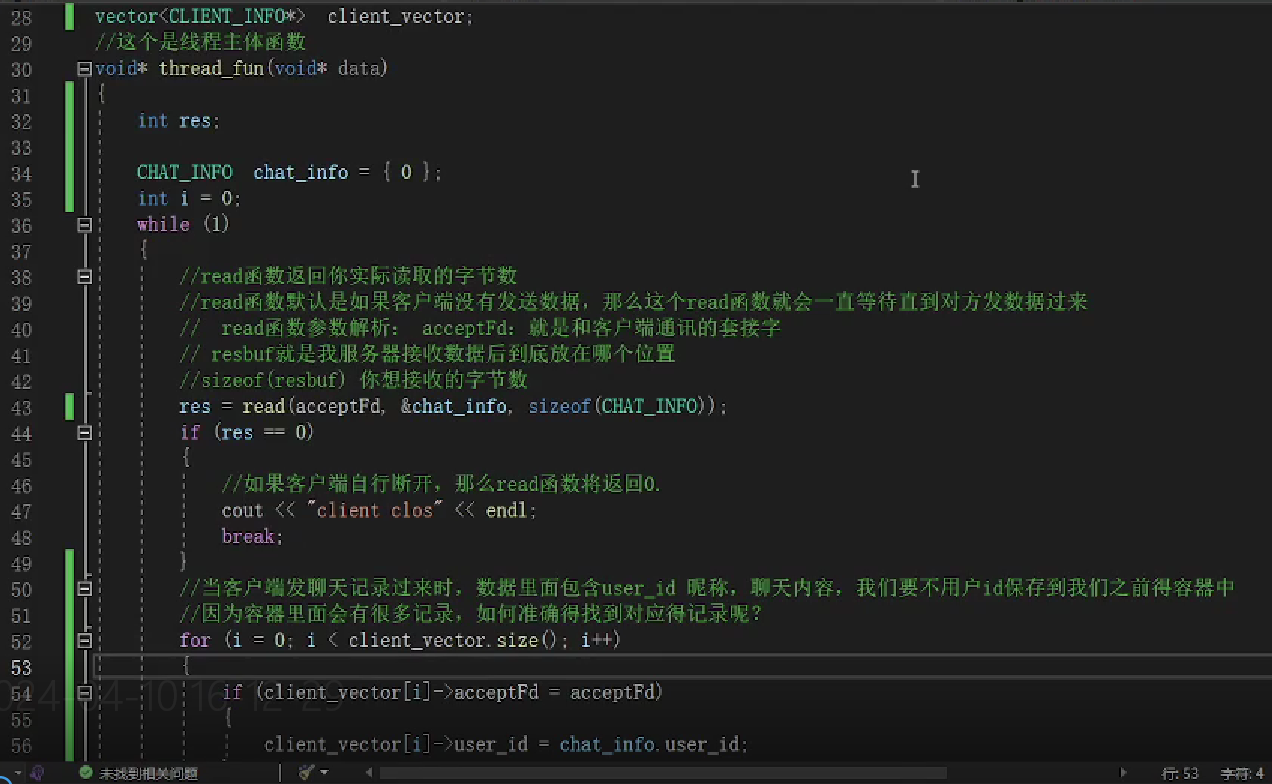 28 vector<CLIENT_INFO*> client_vector;
29 //这个是线程主体函数
30 void* thread_fun(void* data)
31 {
32 int res;
33
34 CHAT_INFO chat_info = { 0 };
35 int i = 0;
36 while (1)
37 {
38 //read函数返回你实际读取的字节数
39 //read函数默认是如果客户端没有发送数据，那么这个read函数就会一直等待直到对方发数据过来
40 // read函数参数解析： acceptFd：就是和客户端通讯的套接字
41 // resbuf就是我服务器接收数据后到底放在哪个位置
42 //sizeof(resbuf) 你想接收的字节数
43 res = read(acceptFd, &chat_info, sizeof(CHAT_INFO));
44 if (res == 0)
45 {
46 //如果客户端自行断开，那么read函数将返回0.
47 cout << "client clos" << endl;
48 break;
49 }
50 //当客户端发聊天记录过来时，数据里面包含user_id 昵称，聊天内容，我们要不用户id保存到我们之前得容器中
51 //因为容器里面会有很多记录，如何准确得找到对应得记录呢？
52 for (i = 0; i < client_vector.size(); i++)
53 {
54 if (client_vector[i]->acceptFd = acceptFd)
55 {
56 client_vector[i]->user_id = chat_info.user_id;
2024-04-10 16:12:29
未找到相关问题
行: 53 字符: 4